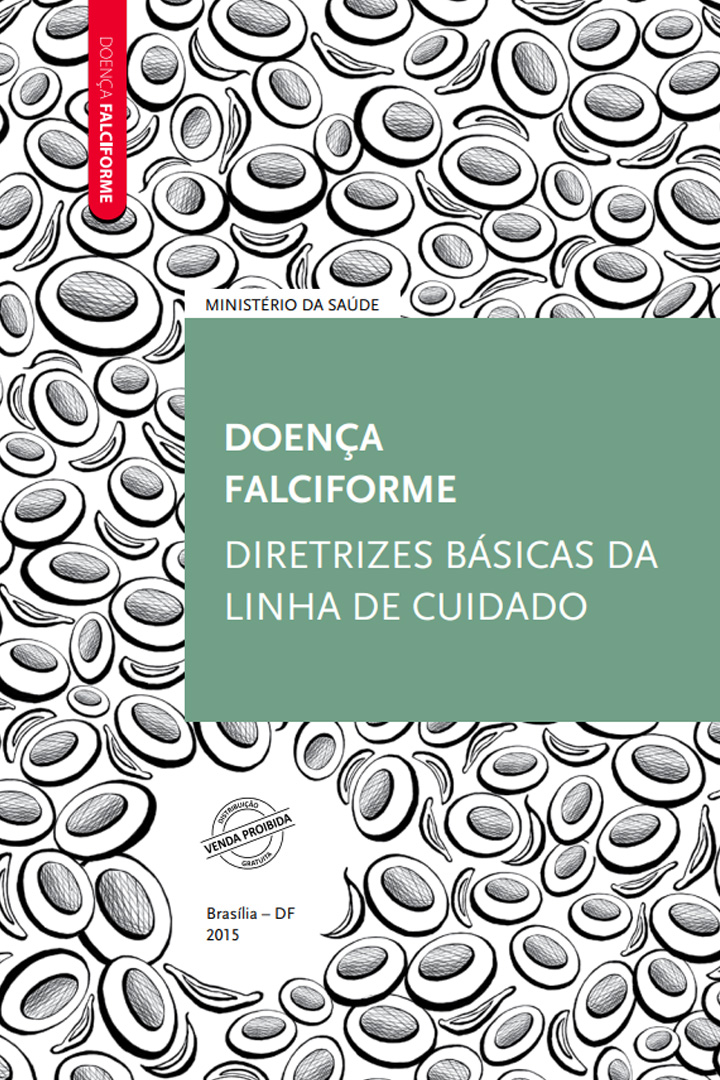 DOENÇA FALCIFORME
MINISTÉRIO DA SAÚDE
DOENÇA
FALCIFORME
DIRETRIZES BÁSICAS DA
LINHA DE CUIDADO
DISTRIBUIÇÃO
VENDA PROIBIDA
GRATUITA
Brasília – DF
2015